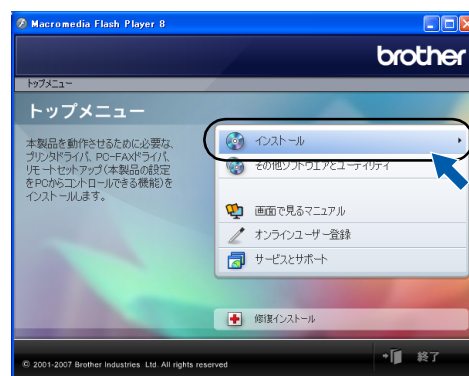 Macromedia Flash Player 8
brother
トップメニュー
トップメニュー
本製品を動作させるために必要な、
プリンタドライバ、PC-FAXドライバ、
リモートセットアップ(本製品の設定
をPCからコントロールできる機能)を
インストールします。
インストール
その他ソフトウェアとユーティリティ
画面で見るマニュアル
オンラインユーザー登録
サービスとサポート
修復インストール
© 2001-2007 Brother Industries Ltd. All rights reserved
終了